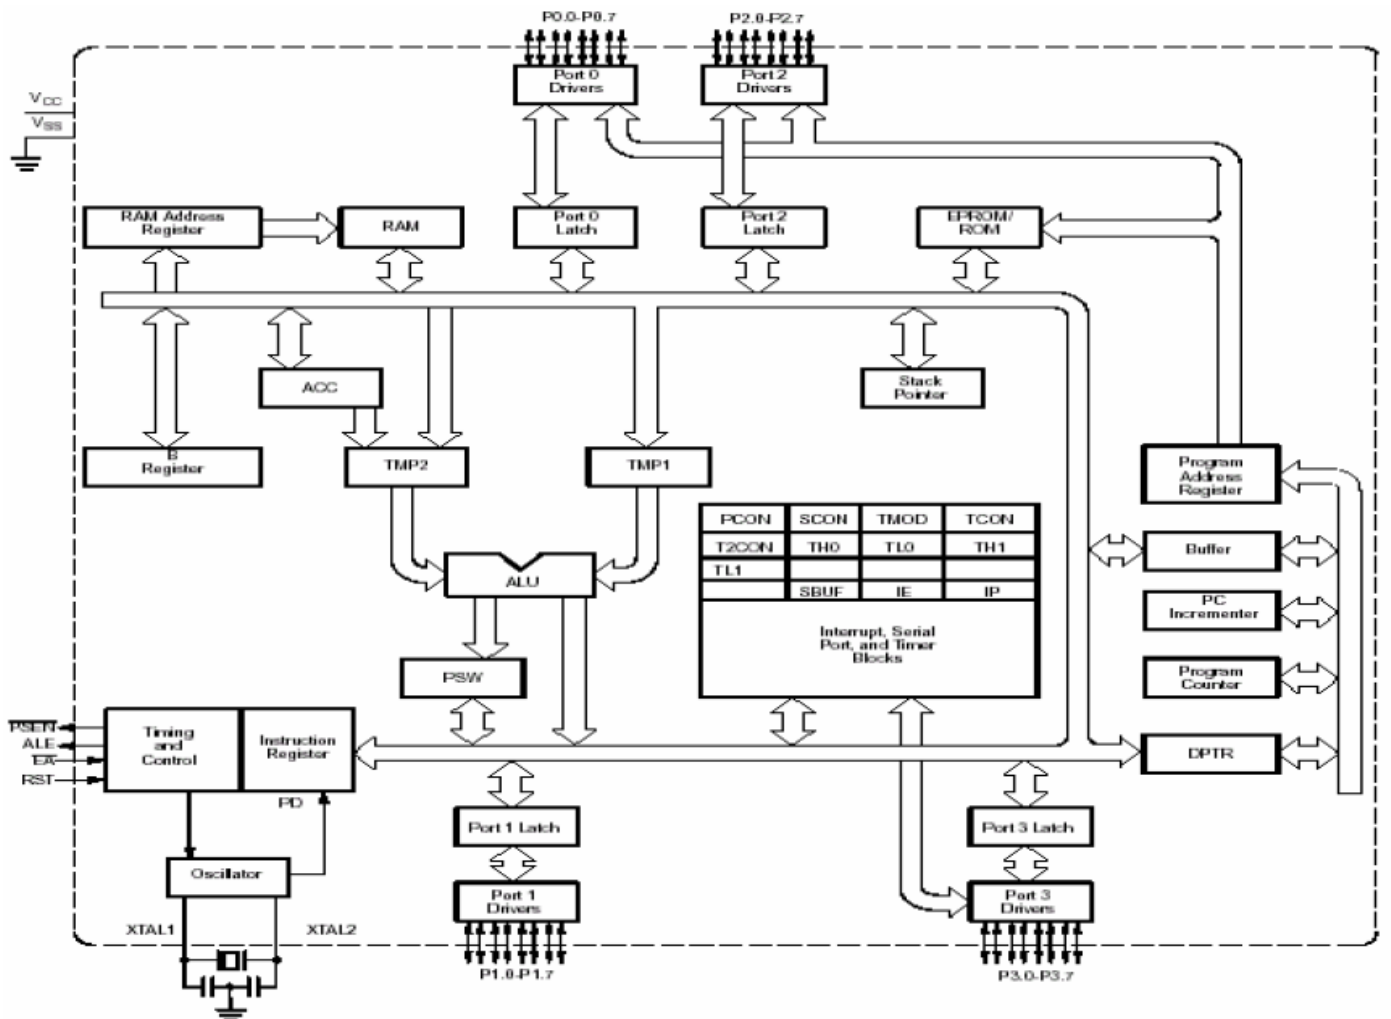 P0.0-P0.7
P2.0-P2.7
Port 0
Drivers
Port 2
Drivers
VCC
VSS
RAM Address
Register
RAM
Port 0
Latch
Port 2
Latch
EPROM/
ROM
ACC
Stack
Pointer
B
Register
TMP2
TMP1
Program
Address
Register
PCON SCON TMOD TCON
T2CON TH0 TL0 TH1
TL1
SBUF IE IP
Interrupt, Serial
Port, and Timer
Blocks
ALU
Buffer
PC
Incrementer
Program
Counter
PSW
DPTR
PSEN
ALE
EA
RST
Timing
and
Control
Instruction
Register
PD
Oscillator
Port 1 Latch
Port 3 Latch
Port 1
Drivers
Port 3
Drivers
XTAL1
XTAL2
P1.0-P1.7
P3.0-P3.7